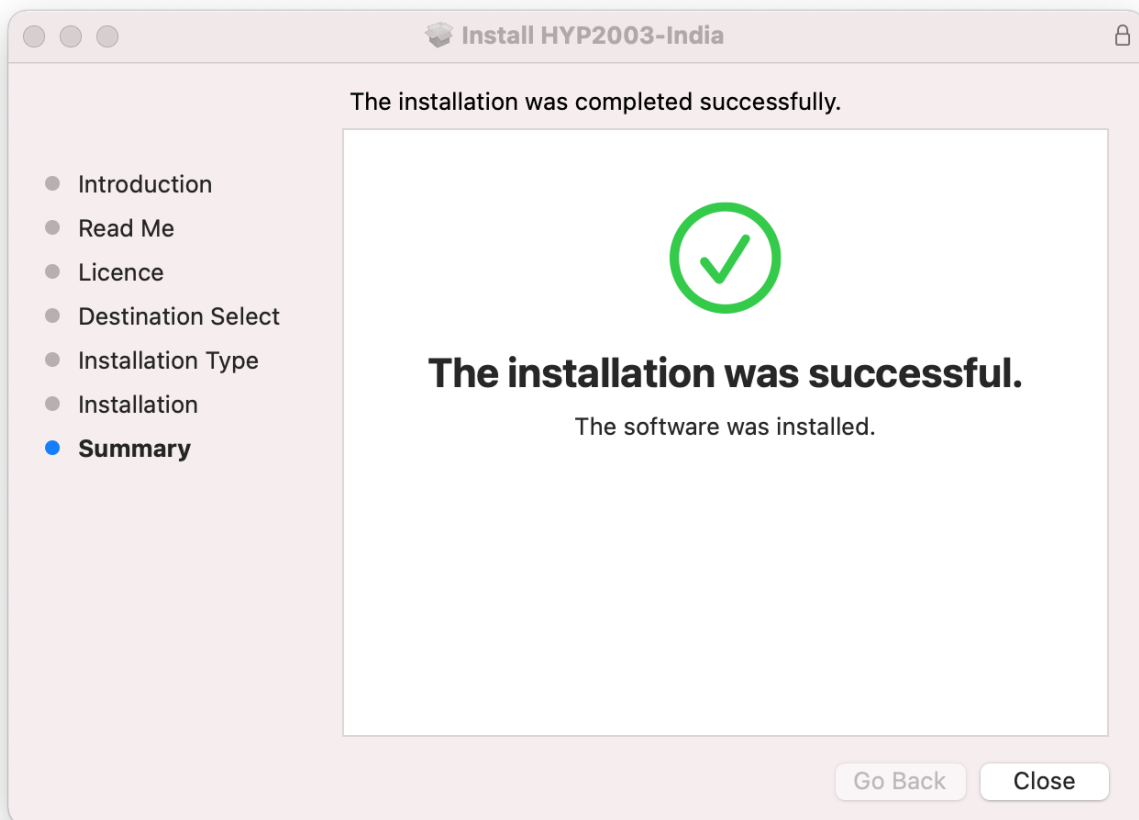 Install HYP2003-India
The installation was completed successfully.
Introduction
Read Me
Licence
Destination Select
Installation Type
Installation
Summary
The installation was successful.
The software was installed.
Go Back
Close